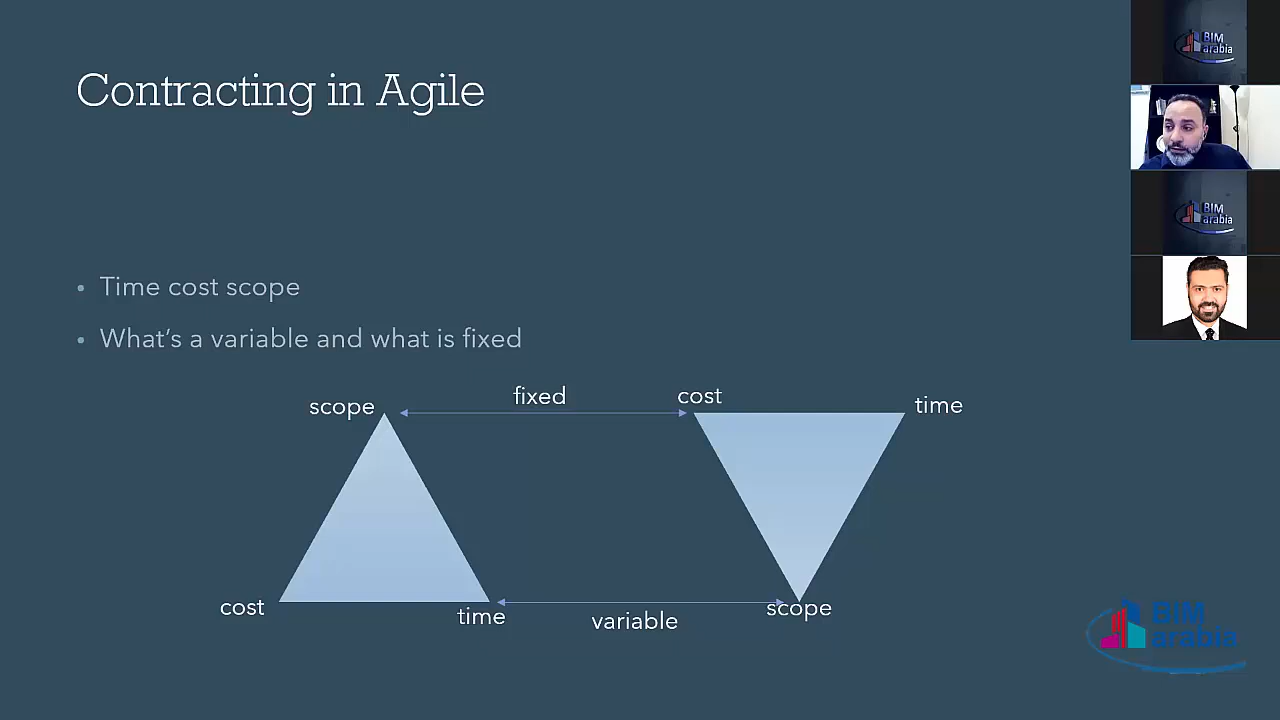 Contracting in Agile
BIM
arabia
BIM
arabia
• Time cost scope
• What’s a variable and what is fixed
scope
fixed
cost
time
cost
time
variable
scope
BIM
arabia